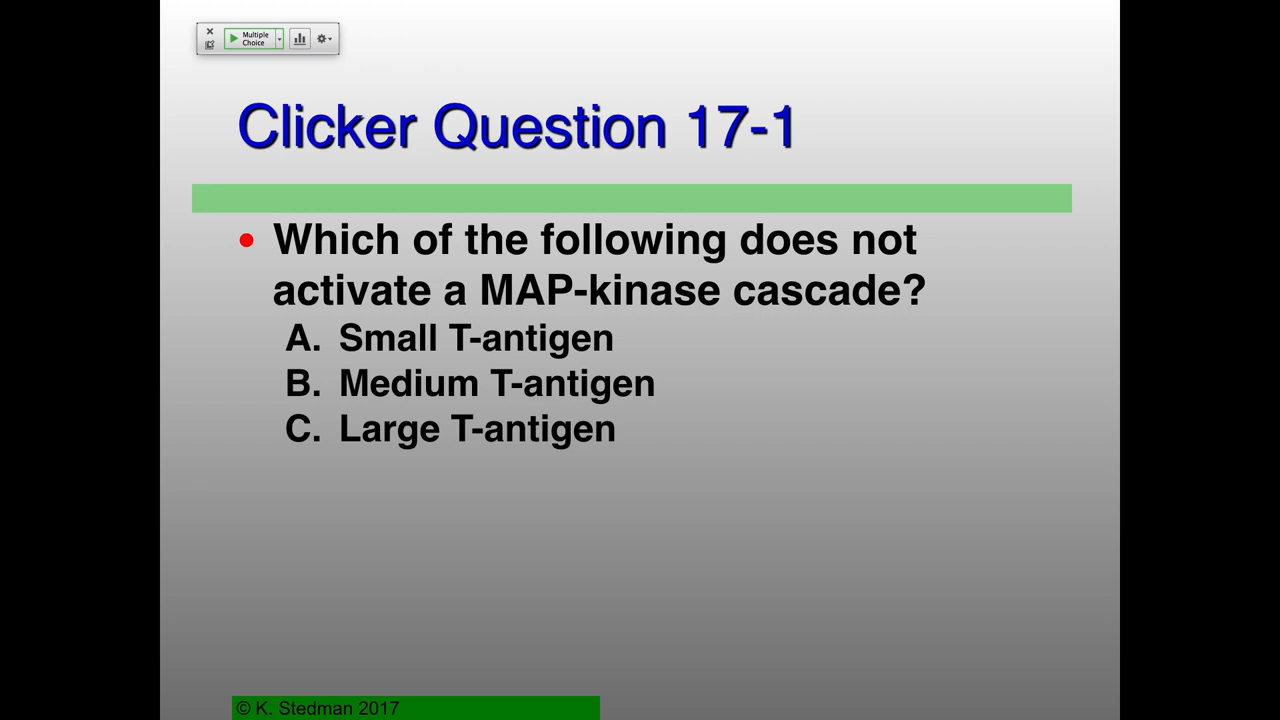 Multiple
Choice
Clicker Question 17-1
• Which of the following does not
activate a MAP-kinase cascade?
A. Small T-antigen
B. Medium T-antigen
C. Large T-antigen
© K. Stedman 2017